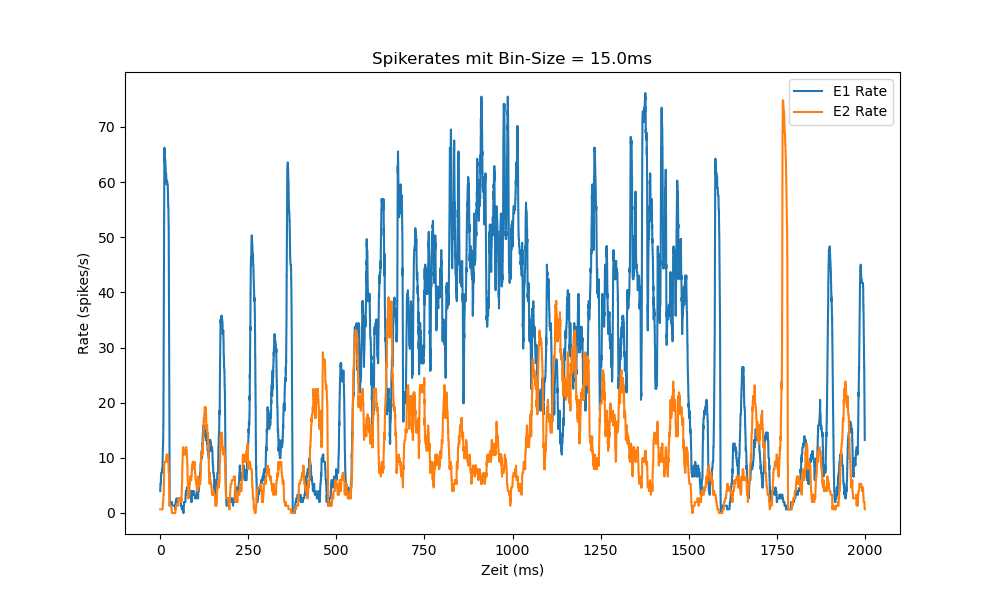 Spikerates mit Bin-Size = 15.0ms
E1 Rate
E2 Rate
Rate (spikes/s)
70
60
50
40
30
20
10
0
0 250 500 750 1000 1250 1500 1750 2000
Zeit (ms)